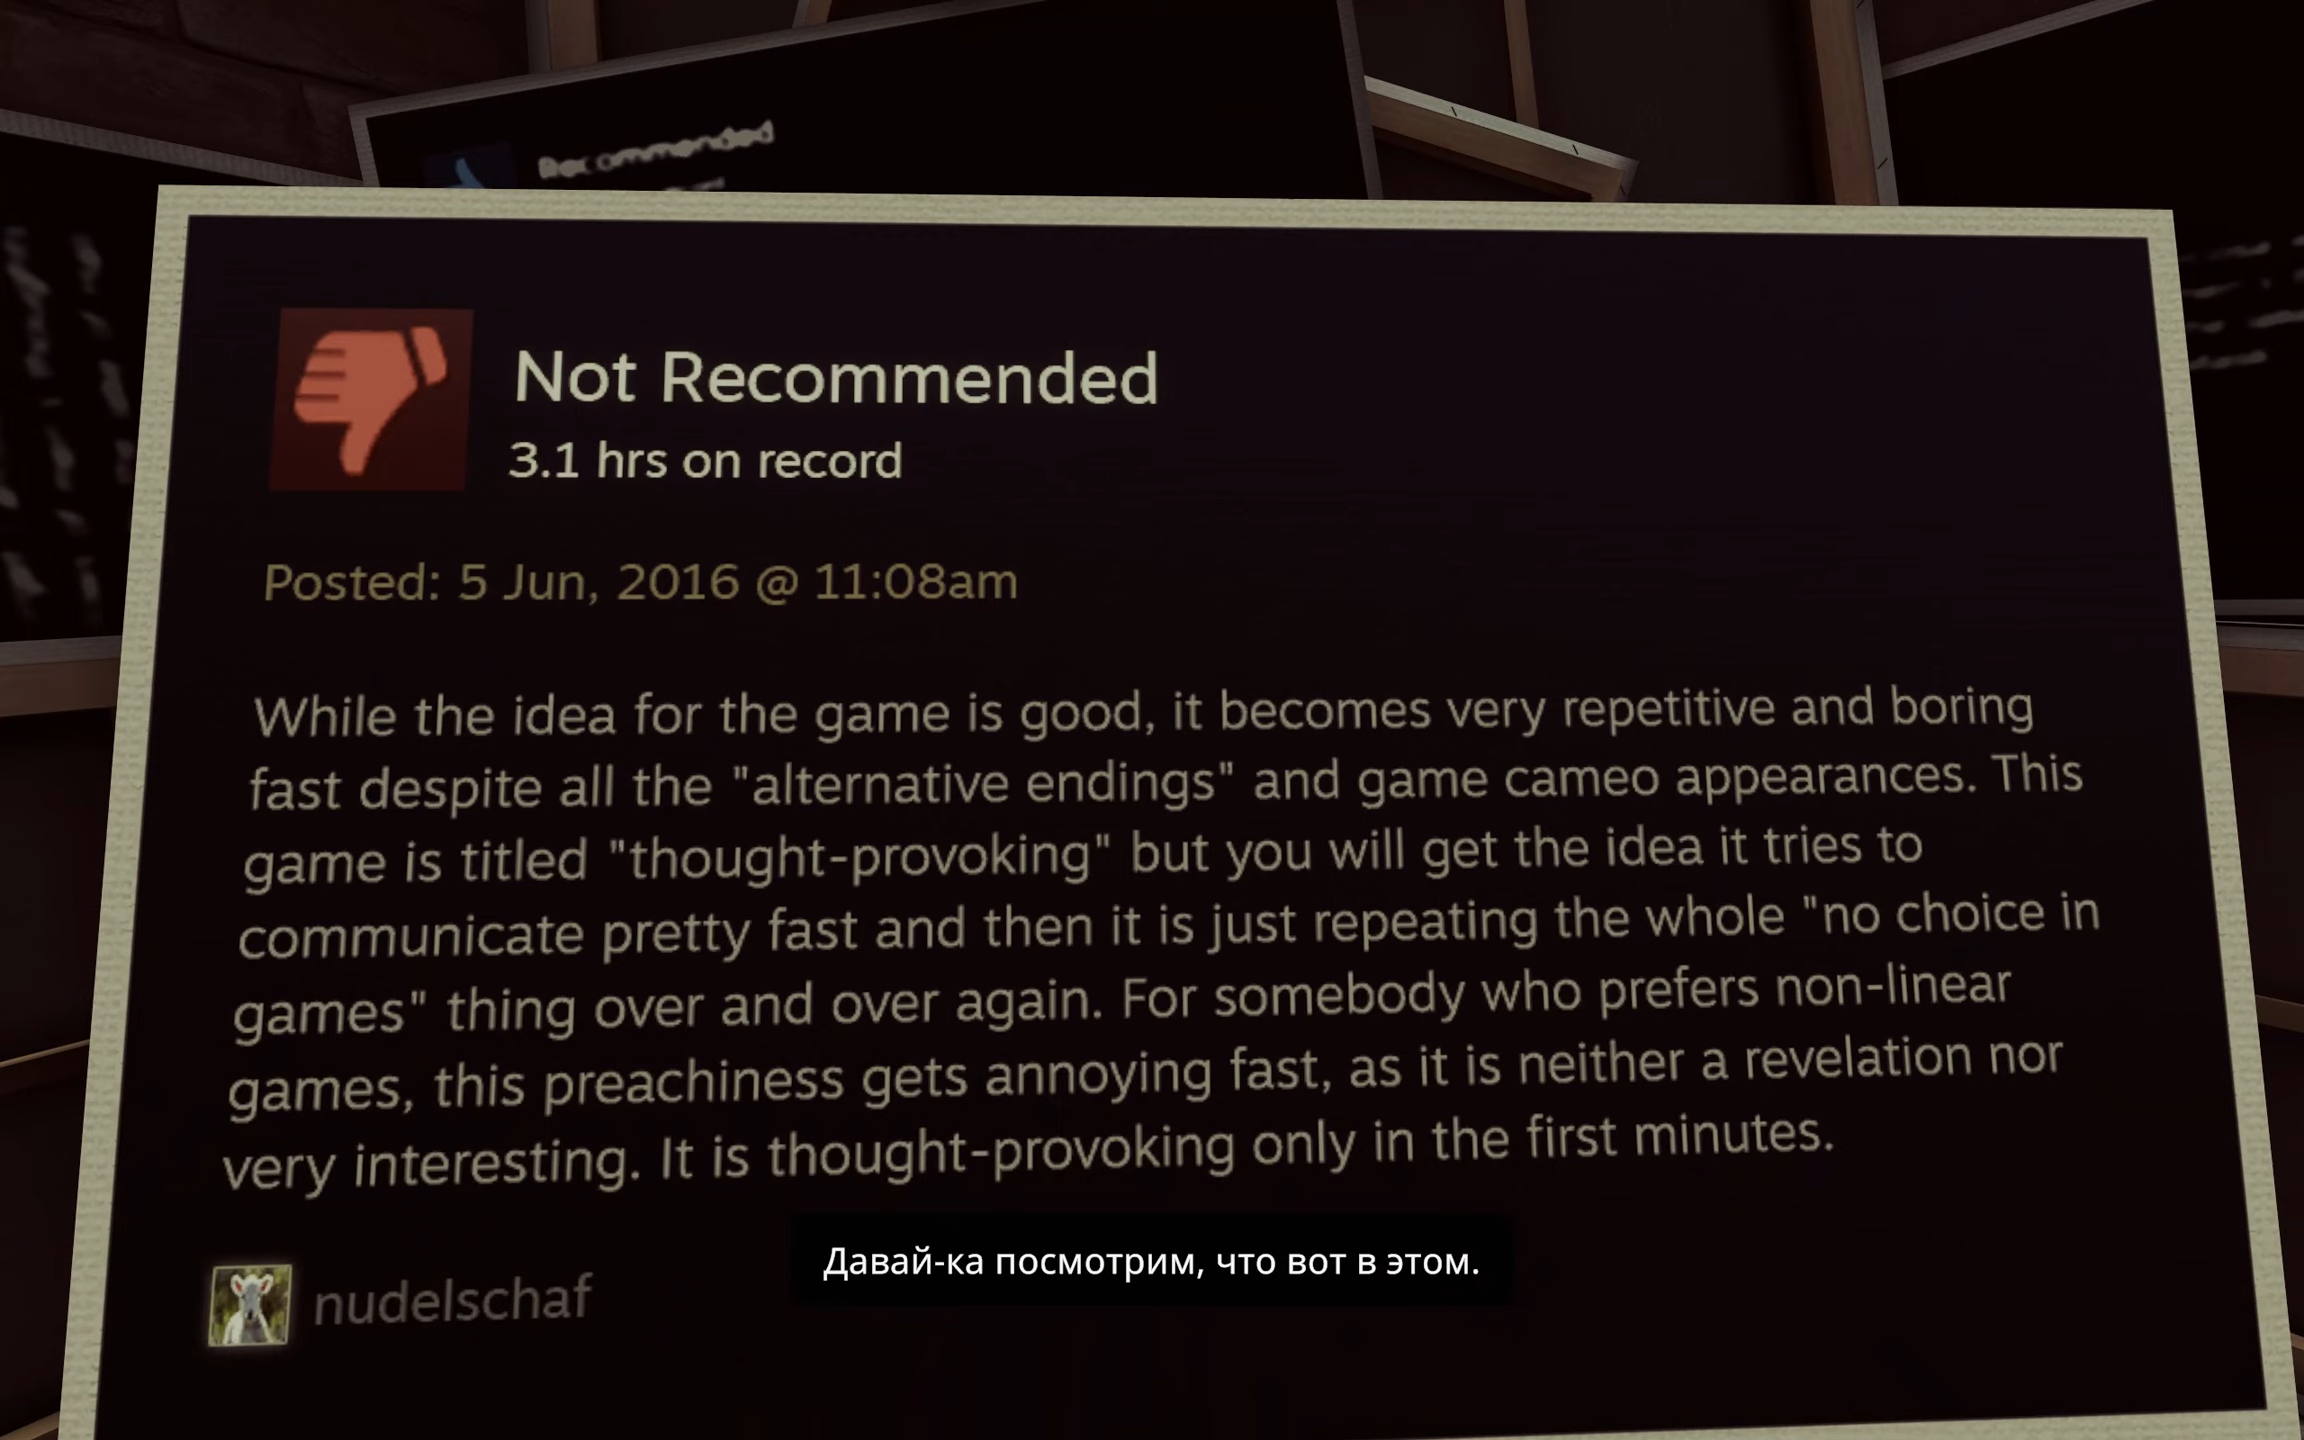 Recommended
Not Recommended
3.1 hrs on record
Posted: 5 Jun, 2016 @ 11:08am
While the idea for the game is good, it becomes very repetitive and boring
fast despite all the "alternative endings" and game cameo appearances. This
game is titled "thought-provoking" but you will get the idea it tries to
communicate pretty fast and then it is just repeating the whole "no choice in
games" thing over and over again. For somebody who prefers non-linear
games, this preachiness gets annoying fast, as it is neither a revelation nor
very interesting. It is thought-provoking only in the first minutes.
Давай-ка посмотрим, что вот в этом.
nudelschaf